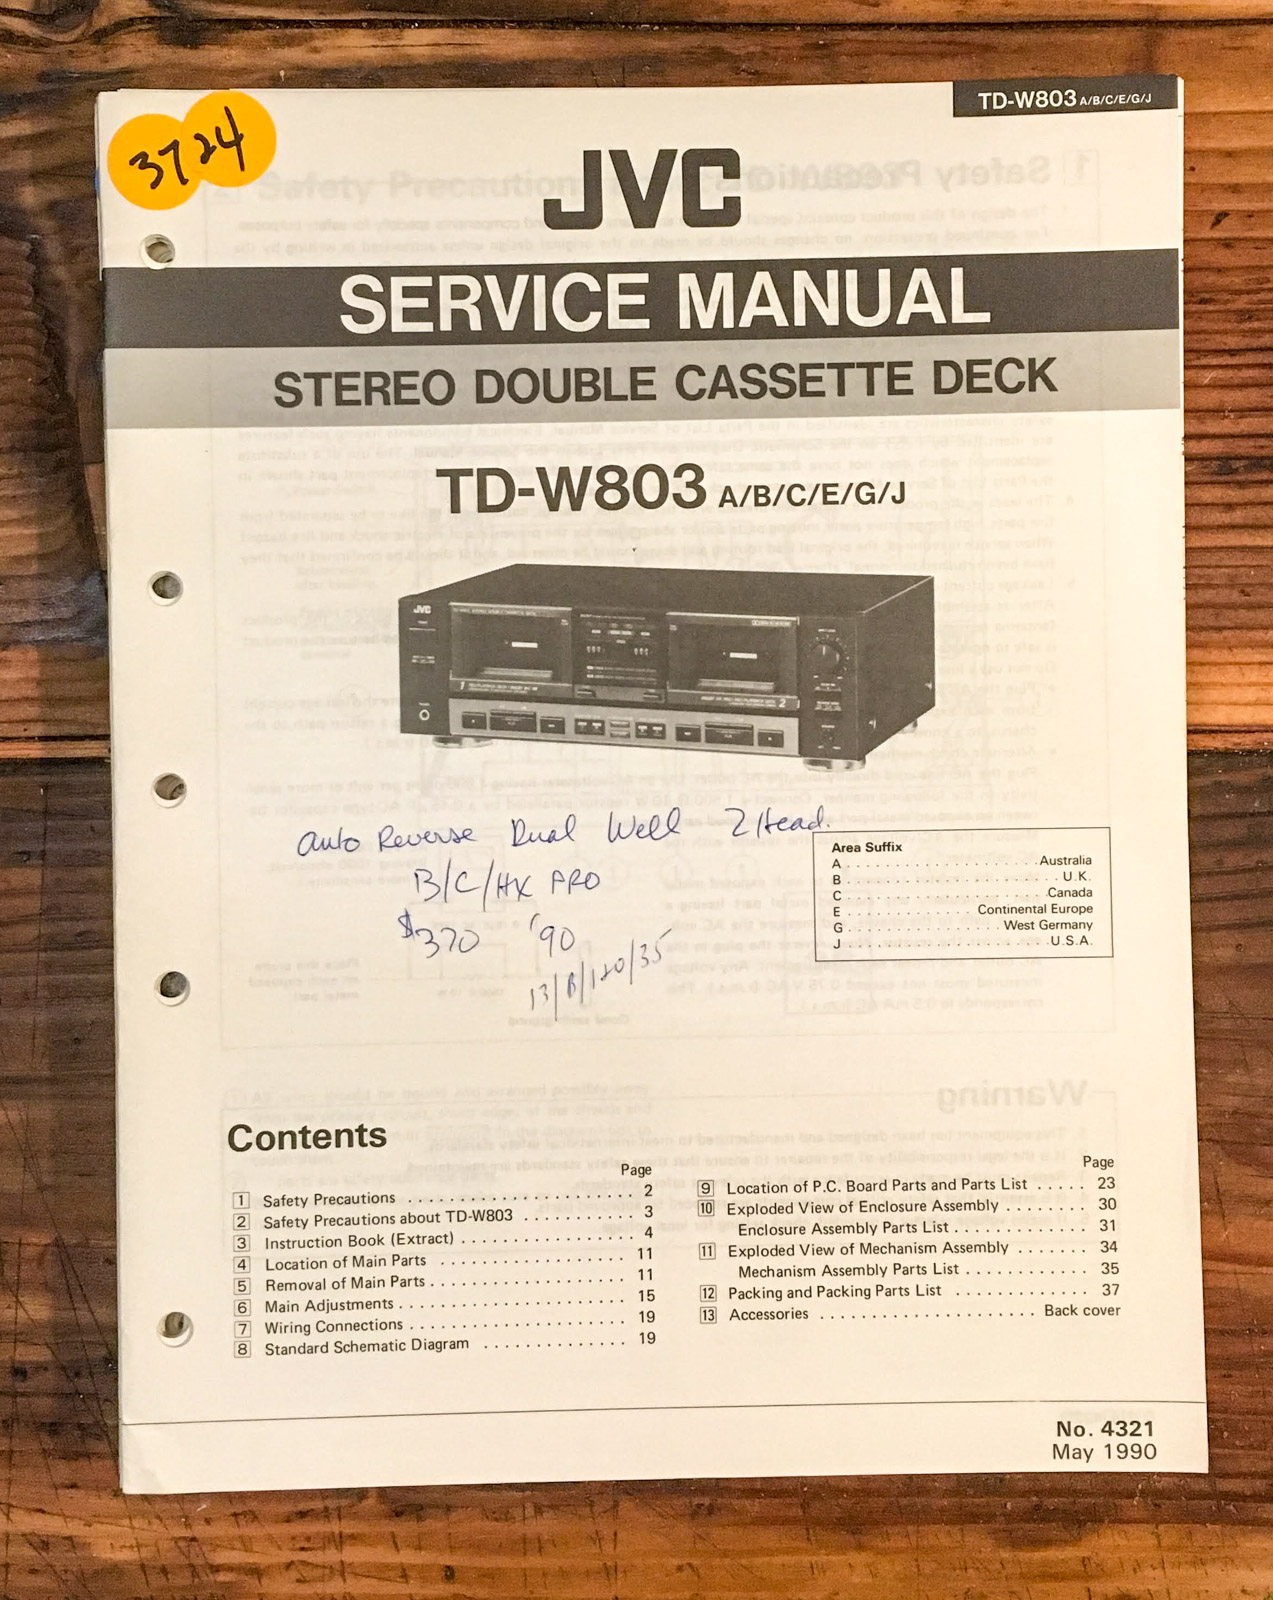 3724
TD-W803 A/B/C/E/G/J
JVC
SERVICE MANUAL
STEREO DOUBLE CASSETTE DECK
TD-W803 A/B/C/E/G/J
JVC
1
2
Auto Reverse Dual Well 2 Head.
B/C/HX PRO
$370 '90
13/B/120/35
Area Suffix
A . . . . . . . . . . . . . . . . . . . . Australia
B . . . . . . . . . . . . . . . . . . . . . . U.K.
C . . . . . . . . . . . . . . . . . . . . . Canada
E . . . . . . . . . . . . Continental Europe
G . . . . . . . . . . . . . . . West Germany
J . . . . . . . . . . . . . . . . . . . . . U.S.A.
Contents
Page
1 Safety Precautions . . . . . . . . . . . . . . . . . . . . . 2
2 Safety Precautions about TD-W803 . . . . . . . . . . 3
3 Instruction Book (Extract) . . . . . . . . . . . . . . . . . 4
4 Location of Main Parts . . . . . . . . . . . . . . . . . . 11
5 Removal of Main Parts . . . . . . . . . . . . . . . . . . . 11
6 Main Adjustments . . . . . . . . . . . . . . . . . . . . . . 15
7 Wiring Connections . . . . . . . . . . . . . . . . . . . . . 19
8 Standard Schematic Diagram . . . . . . . . . . . . . . 19
Page
9 Location of P.C. Board Parts and Parts List . . . . . 23
10 Exploded View of Enclosure Assembly . . . . . . . . 30
Enclosure Assembly Parts List . . . . . . . . . . . . . 31
11 Exploded View of Mechanism Assembly . . . . . . . 34
Mechanism Assembly Parts List . . . . . . . . . . . . 35
12 Packing and Packing Parts List . . . . . . . . . . . . . 37
13 Accessories . . . . . . . . . . . . . . . . . . . . Back cover
No. 4321
May 1990